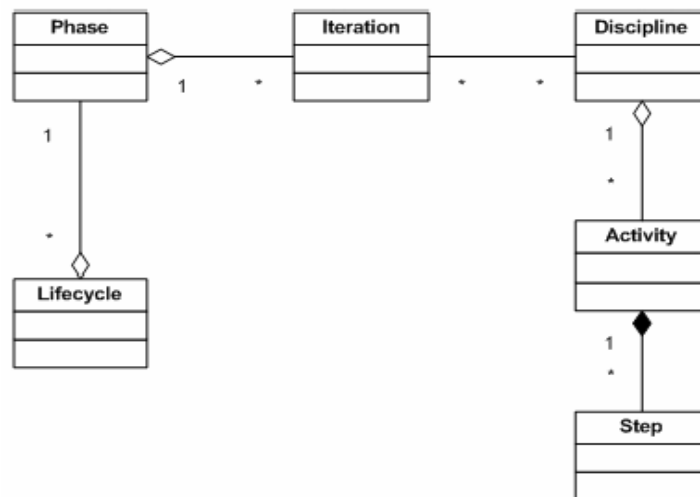 Phase
Iteration
Discipline
1
*
*
*
1
1
*
*
Activity
Lifecycle
1
*
Step